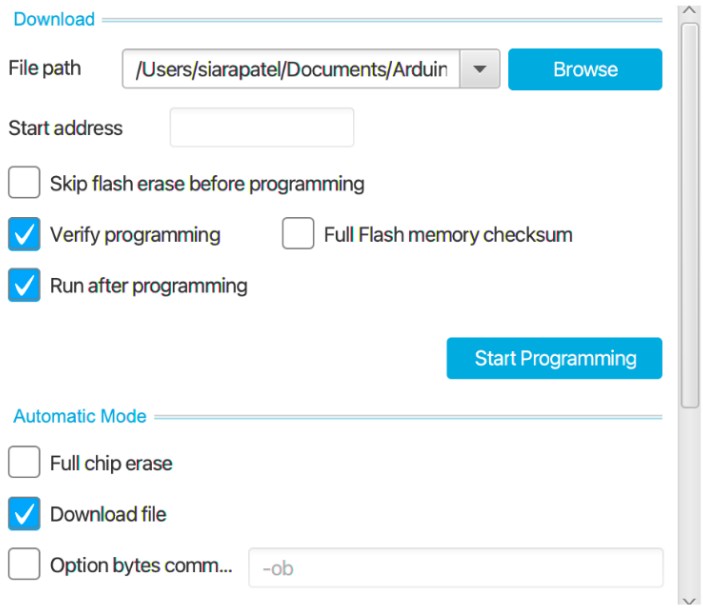 Download
File path /Users/siarapatel/Documents/Arduin Browse
Start address
Skip flash erase before programming
Verify programming Full Flash memory checksum
Run after programming
Start Programming
Automatic Mode
Full chip erase
Download file
Option bytes comm... -ob